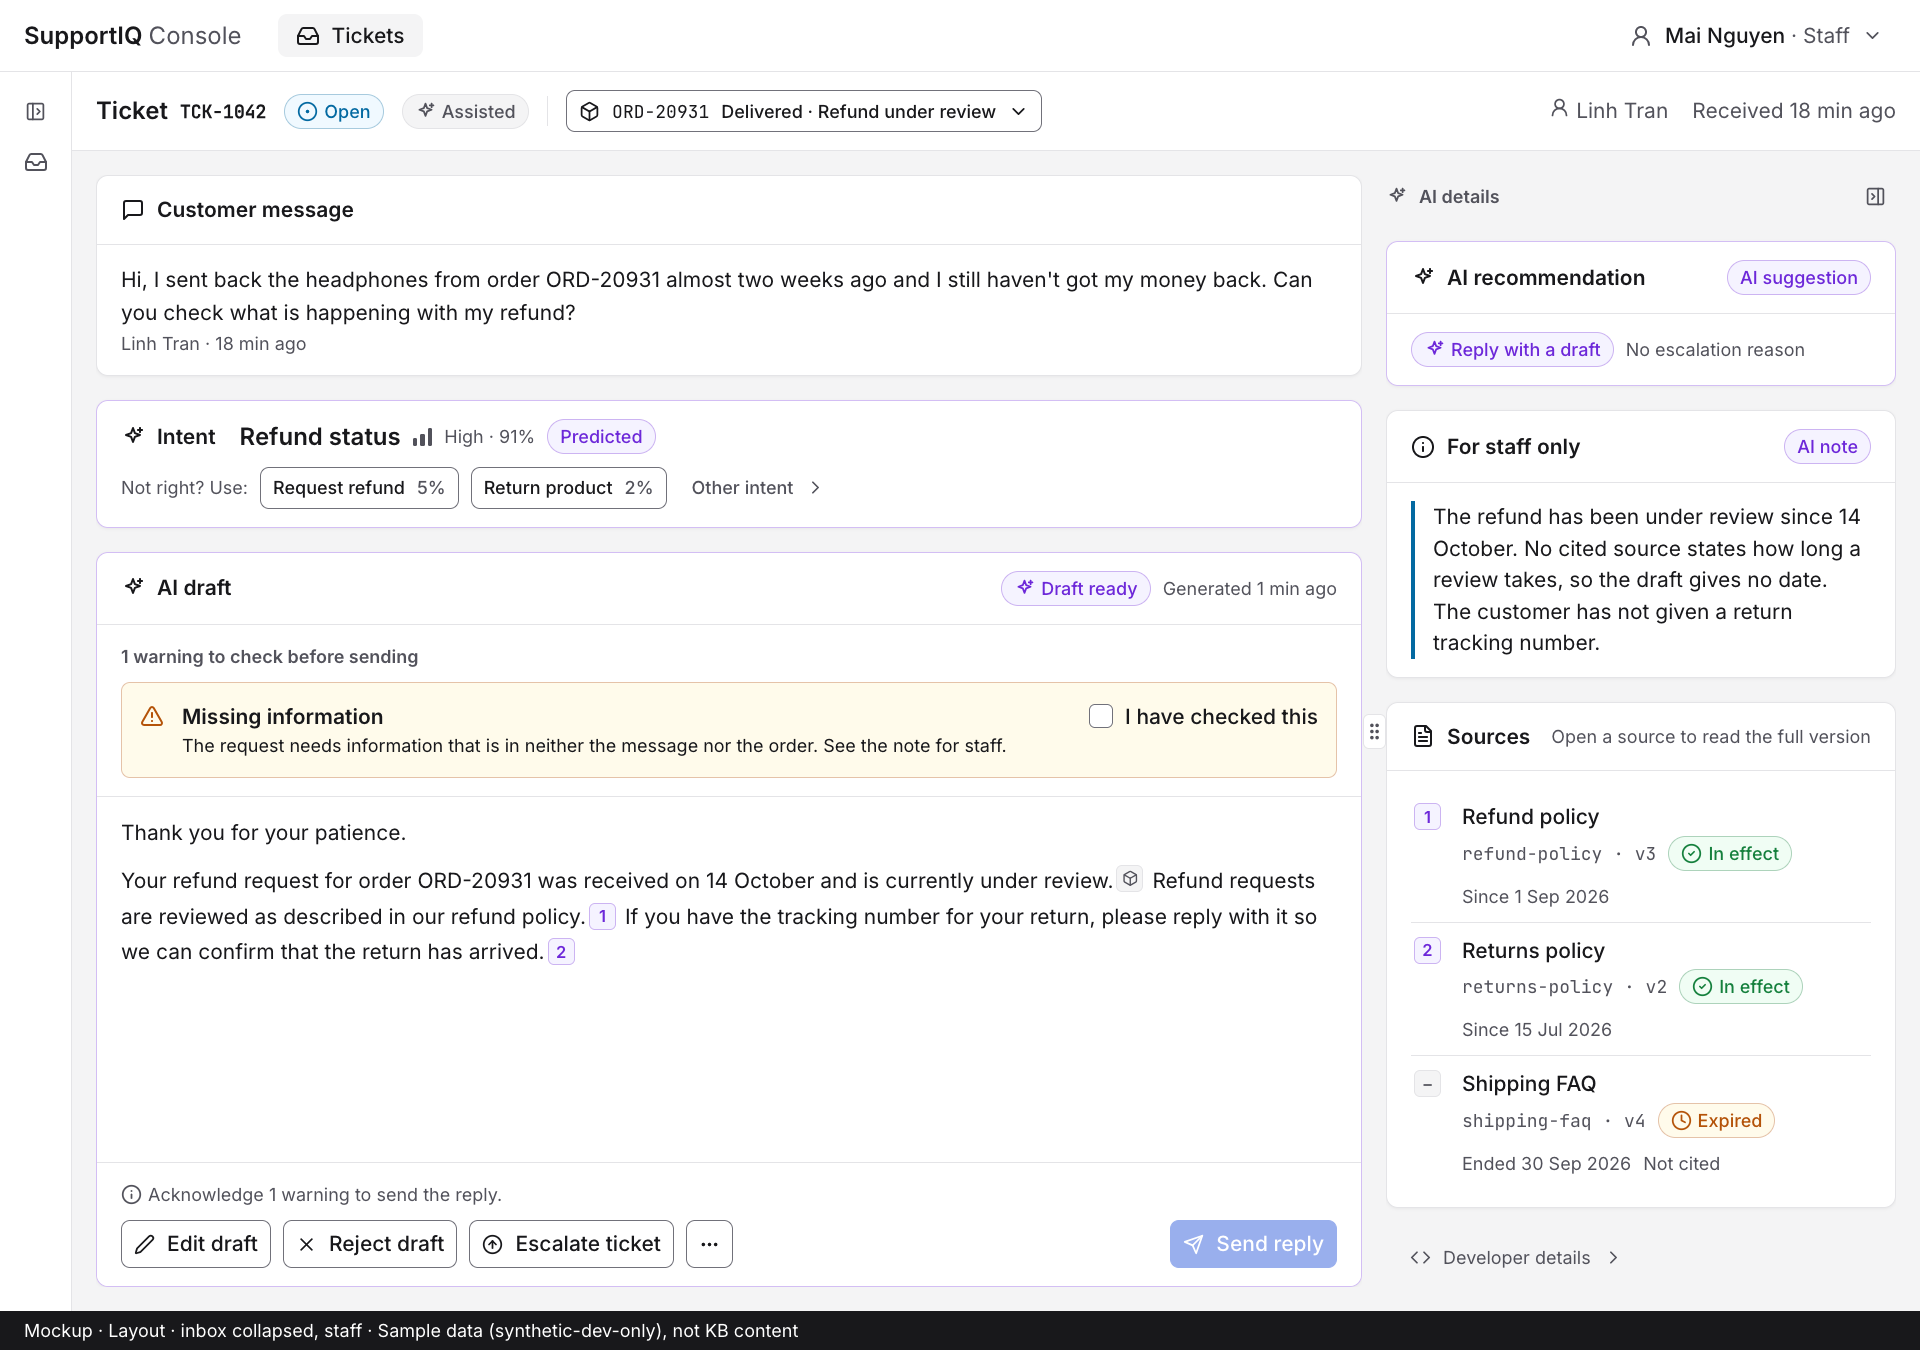 SupportIQ Console
Tickets
Mai Nguyen · Staff
Ticket TCK-1042
Open
Assisted
ORD-20931 Delivered · Refund under review
Linh Tran
Received 18 min ago
Customer message
Hi, I sent back the headphones from order ORD-20931 almost two weeks ago and I still haven't got my money back. Can
you check what is happening with my refund?
Linh Tran · 18 min ago
Intent
Refund status
High · 91%
Predicted
Not right? Use:
Request refund 5%
Return product 2%
Other intent
AI draft
Draft ready
Generated 1 min ago
1 warning to check before sending
Missing information
I have checked this
The request needs information that is in neither the message nor the order. See the note for staff.
Thank you for your patience.
Your refund request for order ORD-20931 was received on 14 October and is currently under review. Refund requests
are reviewed as described in our refund policy. 1 If you have the tracking number for your return, please reply with it so
we can confirm that the return has arrived. 2
Acknowledge 1 warning to send the reply.
Edit draft
Reject draft
Escalate ticket
···
Send reply
AI details
AI recommendation
AI suggestion
Reply with a draft
No escalation reason
For staff only
AI note
The refund has been under review since 14
October. No cited source states how long a
review takes, so the draft gives no date.
The customer has not given a return
tracking number.
Sources
Open a source to read the full version
1 Refund policy
refund-policy · v3 In effect
Since 1 Sep 2026
2 Returns policy
returns-policy · v2 In effect
Since 15 Jul 2026
– Shipping FAQ
shipping-faq · v4 Expired
Ended 30 Sep 2026 Not cited
Developer details
Mockup · Layout · inbox collapsed, staff · Sample data (synthetic-dev-only), not KB content